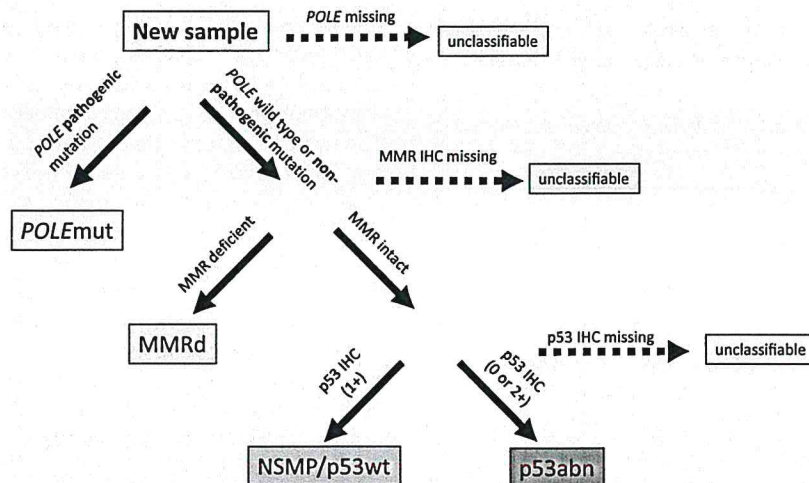 New sample
POLE missing
unclassifiable
POLE pathogenic
mutation
POLE wild type or non-
pathogenic mutation
MMR IHC missing
unclassifiable
POLEmut
MMR deficient
MMR intact
MMRd
p53 IHC missing
unclassifiable
p53 IHC
(1+)
p53 IHC
(0 or 2+)
NSMP/p53wt
p53abn